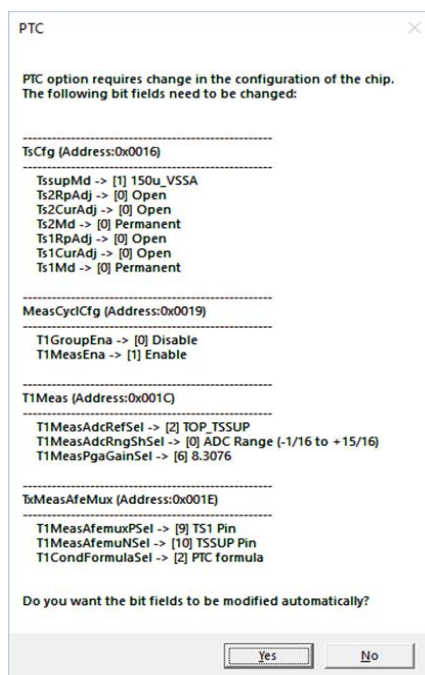 PTC
PTC option requires change in the configuration of the chip.
The following bit fields need to be changed:
----------------------------------------------------
TsCfg (Address:0x0016)
----------------------------------------------------
TssupMd -> [1] 150u_VSSA
Ts2RpAdj -> [0] Open
Ts2CurAdj -> [0] Open
Ts2Md -> [0] Permanent
Ts1RpAdj -> [0] Open
Ts1CurAdj -> [0] Open
Ts1Md -> [0] Permanent
----------------------------------------------------
MeasCyclCfg (Address:0x0019)
----------------------------------------------------
T1GroupEna -> [0] Disable
T1MeasEna -> [1] Enable
----------------------------------------------------
T1Meas (Address:0x001C)
----------------------------------------------------
T1MeasAdcRefSel -> [2] TOP_TSSUP
T1MeasAdcRngShSel -> [0] ADC Range (-1/16 to +15/16)
T1MeasPgaGainSel -> [6] 8.3076
----------------------------------------------------
TxMeasAfeMux (Address:0x001E)
----------------------------------------------------
T1MeasAfemuxPSel -> [9] TS1 Pin
T1MeasAfemuNSel -> [10] TSSUP Pin
T1CondFormulaSel -> [2] PTC formula
Do you want the bit fields to be modified automatically?
Yes No